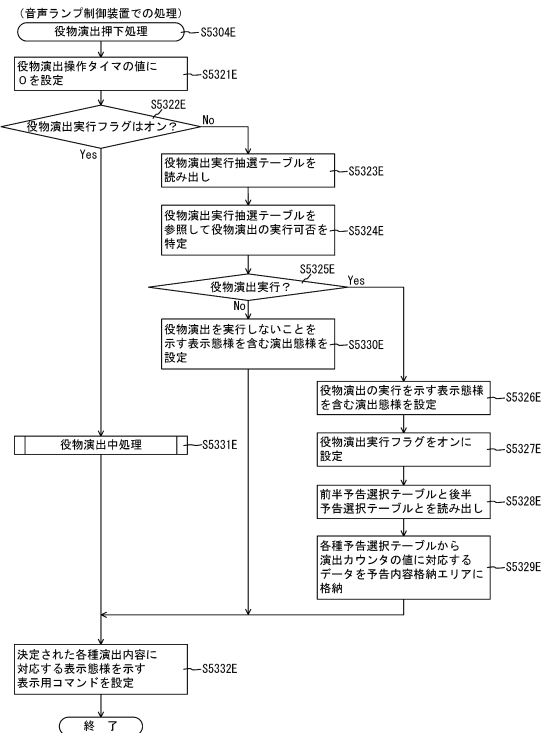 （音声ランプ制御装置での処理）
役物演出押下処理
S5304E
役物演出操作タイマの値に
０を設定
S5321E
S5322E
役物演出実行フラグはオン？
No
Yes
役物演出実行抽選テーブルを
読み出し
S5323E
役物演出実行抽選テーブルを
参照して役物演出の実行可否を
特定
S5324E
S5325E
役物演出実行？
Yes
No
役物演出を実行しないことを
示す表示態様を含む演出態様を
設定
S5330E
役物演出の実行を示す表示態様
を含む演出態様を設定
S5326E
役物演出実行フラグをオンに
設定
S5327E
役物演出中処理
S5331E
前半予告選択テーブルと後半
予告選択テーブルとを読み出し
S5328E
各種予告選択テーブルから
演出カウンタの値に対応する
データを予告内容格納エリアに
格納
S5329E
決定された各種演出内容に
対応する表示態様を示す
表示用コマンドを設定
S5332E
終 了